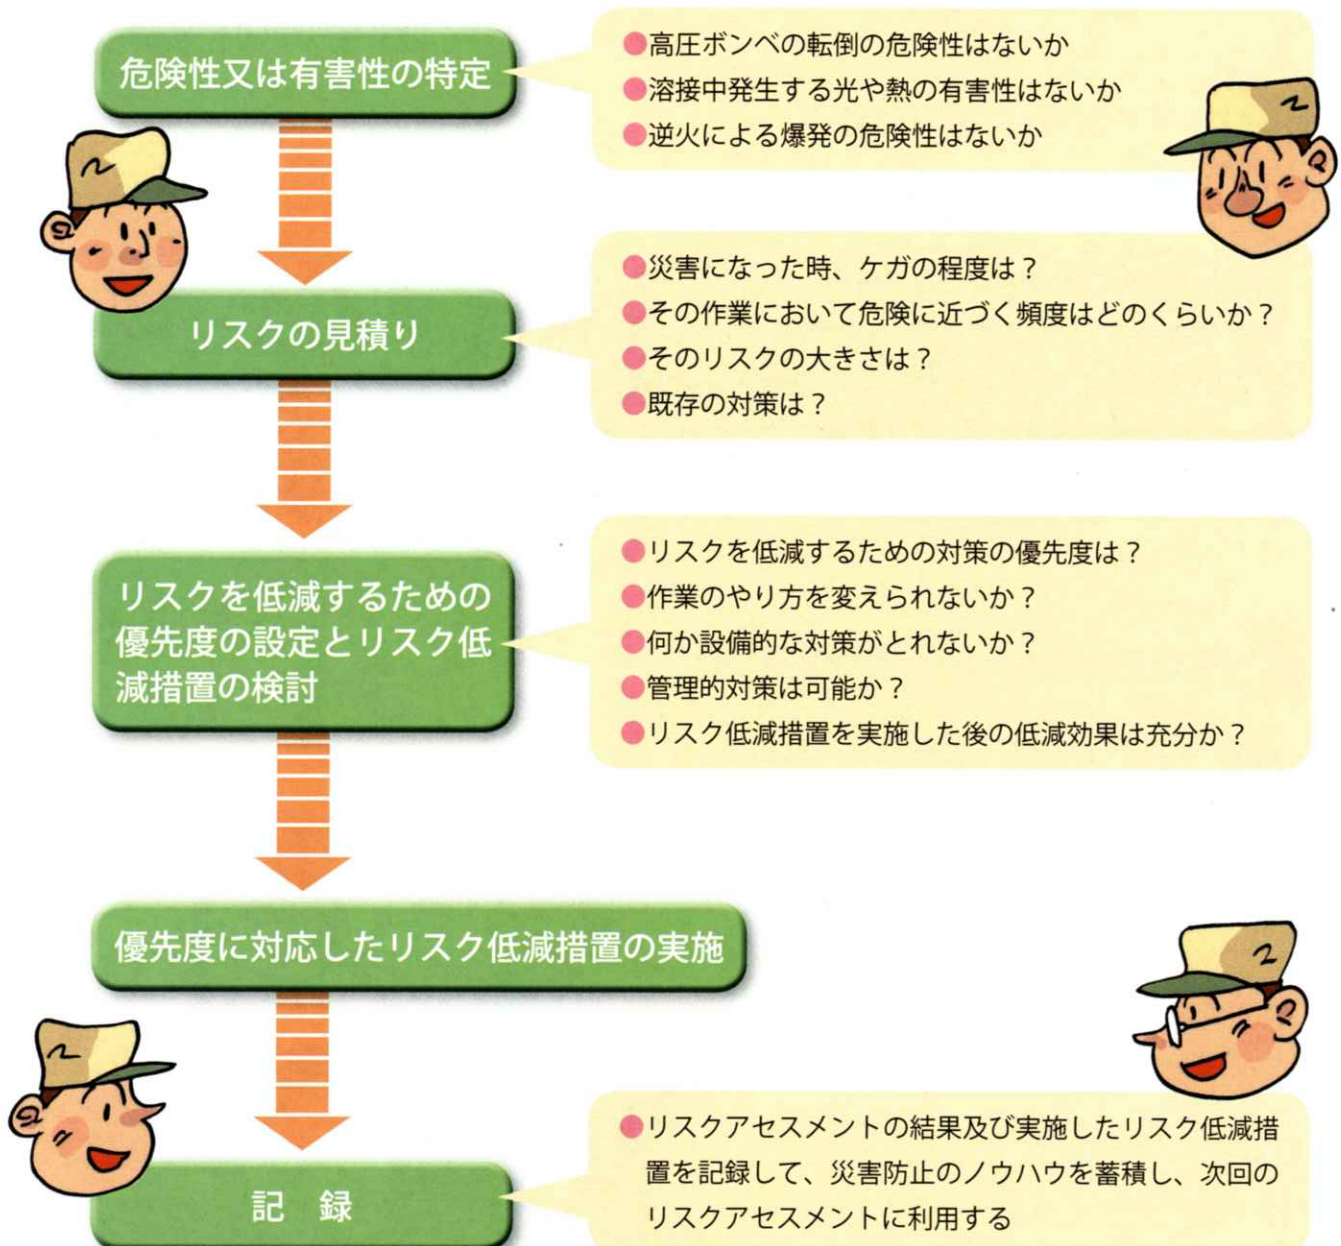 危険性又は有害性の特定
●高圧ボンベの転倒の危険性はないか
●溶接中発生する光や熱の有害性はないか
●逆火による爆発の危険性はないか
リスクの見積り
●災害になった時、ケガの程度は？
●その作業において危険に近づく頻度はどのくらいか？
●そのリスクの大きさは？
●既存の対策は？
リスクを低減するための
優先度の設定とリスク低
減措置の検討
●リスクを低減するための対策の優先度は？
●作業のやり方を変えられないか？
●何か設備的な対策がとれないか？
●管理的対策は可能か？
●リスク低減措置を実施した後の低減効果は充分か？
優先度に対応したリスク低減措置の実施
記　録
●リスクアセスメントの結果及び実施したリスク低減措
置を記録して、災害防止のノウハウを蓄積し、次回の
リスクアセスメントに利用する